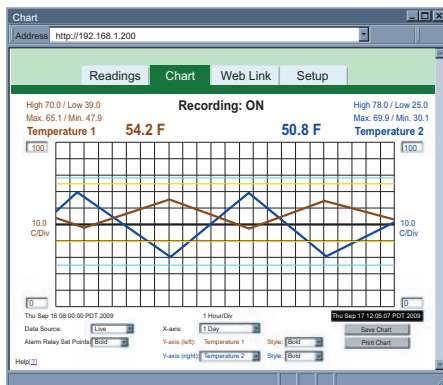 Chart
Address http://192.168.1.200
Readings Chart Web Link Setup
High 70.0 / Low 39.0 Recording: ON High 78.0 / Low 25.0
Max. 65.1 / Min. 47.9 Max. 69.9 / Min. 30.1
Temperature 1 54.2 F 50.8 F Temperature 2
100 100
10.0 C/Div 10.0 C/Div
0 0
Thu Sep 16 08:00:00 PDT 2009 1 Hour/Div Thu Sep 17 12:05:07 PDT 2009
Data Source: Live X-axis: 1 Day Save Chart
Alarm Relay Set Points: Bold Y-axis (left): Temperature 1 Style: Bold Print Chart
Y-axis (right): Temperature 2 Style: Bold
Help[?]